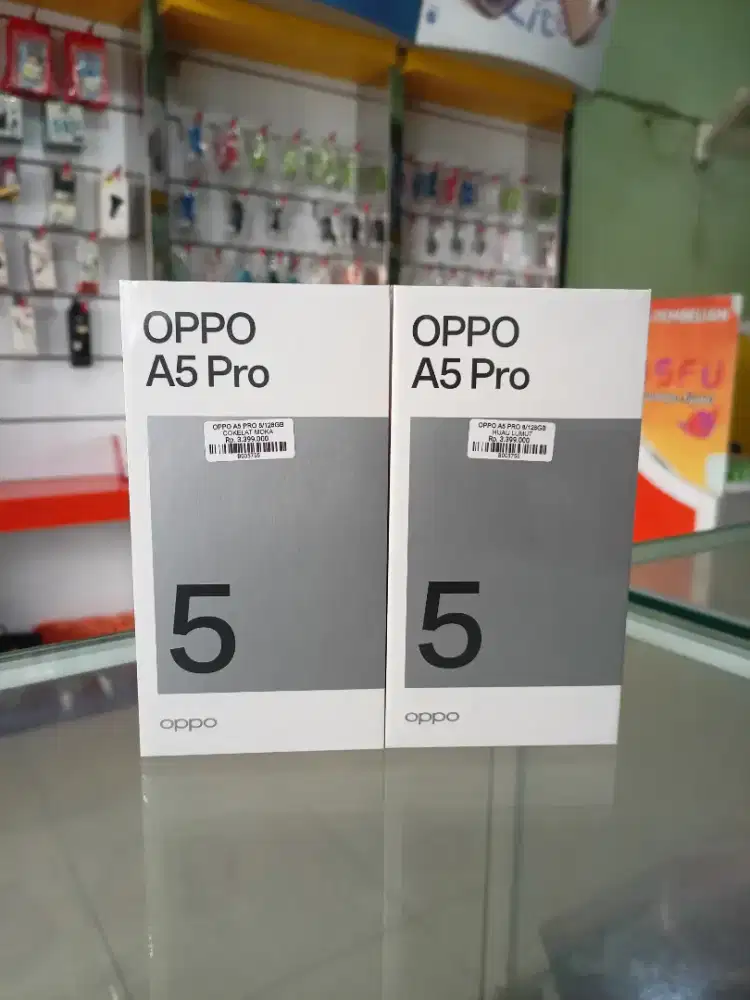 OPPO
A5 Pro
OPPO A5 PRO 8/128GB
COKELAT MOKA
Rp. 3.399.000
5
oppo
OPPO
A5 Pro
OPPO A5 PRO 8/128GB
HIJAU LUMUT
Rp. 3.399.000
5
oppo
PEMBELIAN